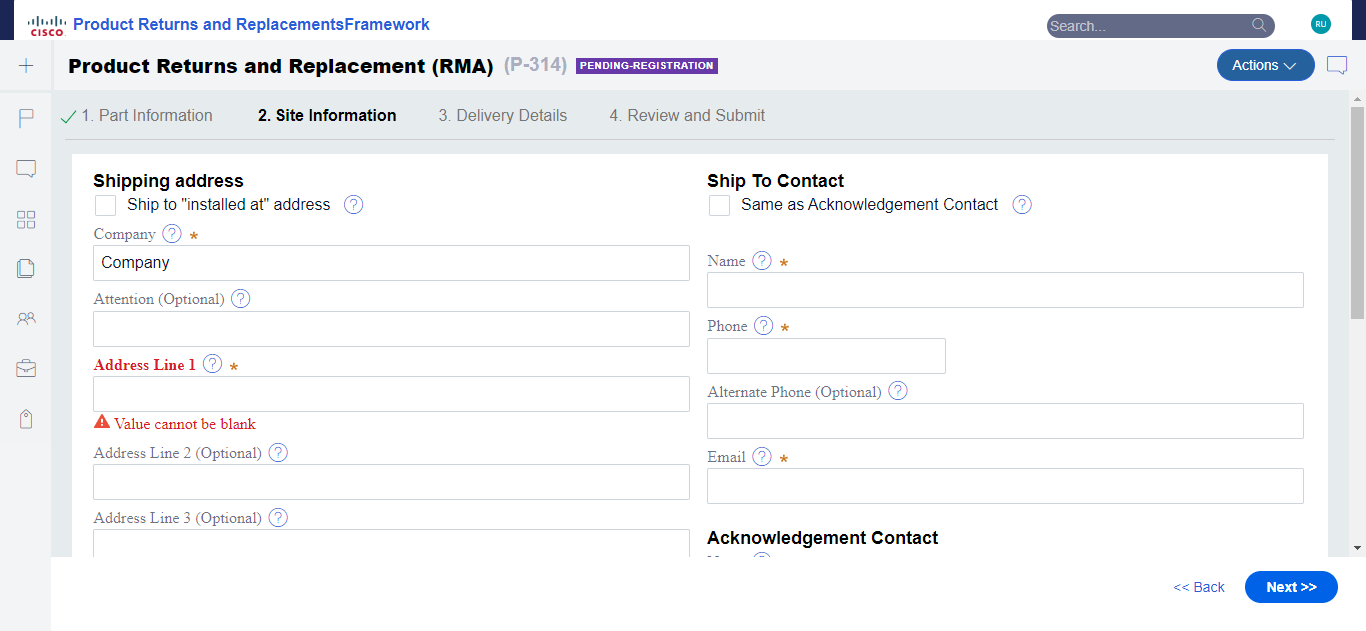 CISCO Product Returns and ReplacementsFramework
Search...
RU
Product Returns and Replacement (RMA) (P-314) PENDING-REGISTRATION
Actions
1. Part Information 2. Site Information 3. Delivery Details 4. Review and Submit
Shipping address
Ship to "installed at" address ?
Company ? *
Company
Attention (Optional) ?
Address Line 1 ? *
Value cannot be blank
Address Line 2 (Optional) ?
Address Line 3 (Optional) ?
Ship To Contact
Same as Acknowledgement Contact ?
Name ? *
Phone ? *
Alternate Phone (Optional) ?
Email ? *
Acknowledgement Contact
<< Back
Next >>